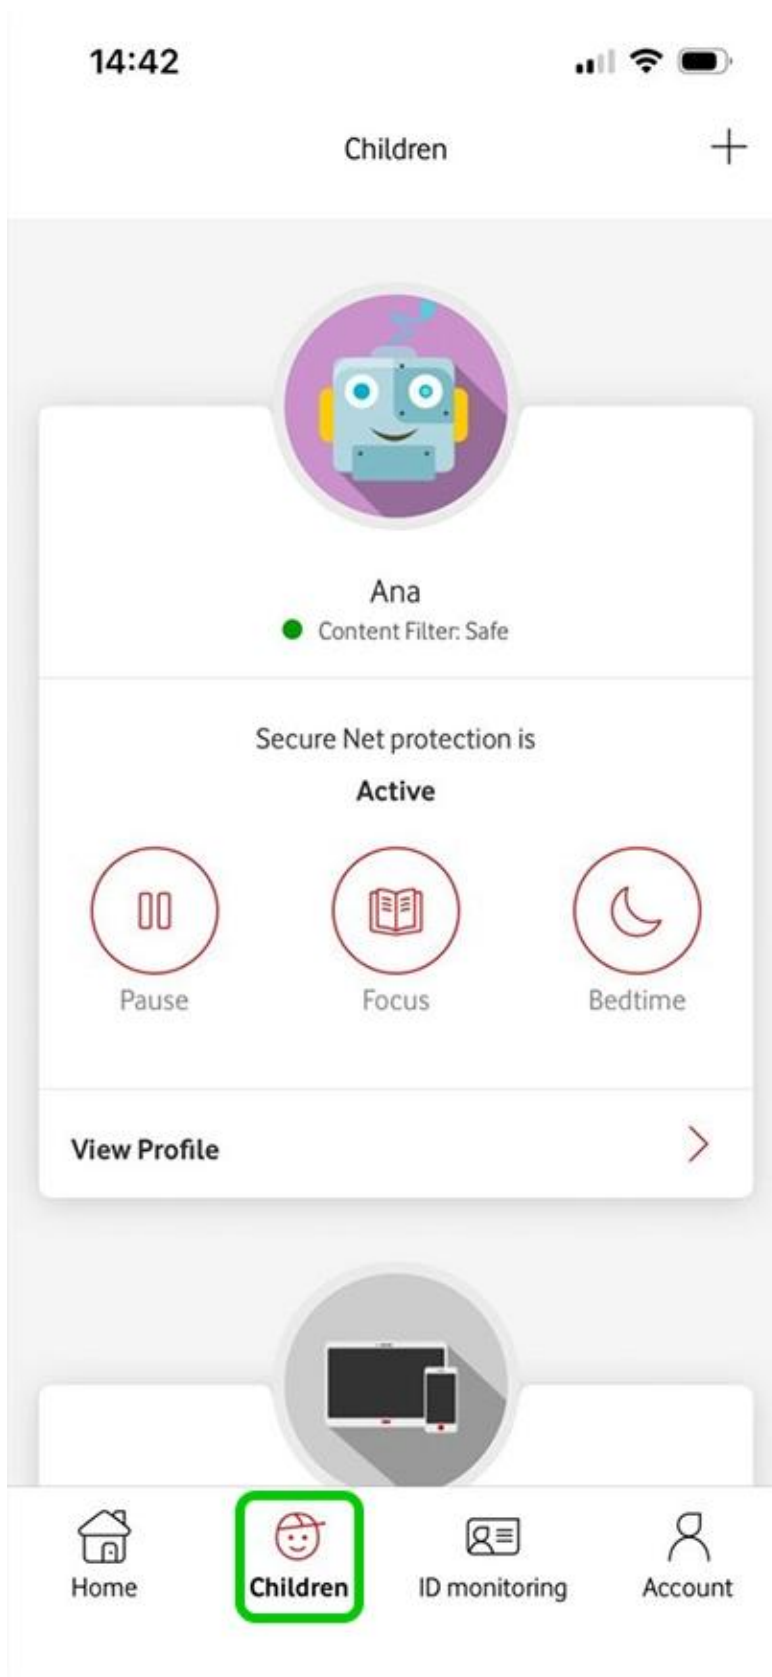 14:42
Children
Ana
Content Filter: Safe
Secure Net protection is
Active
Pause Focus Bedtime
View Profile
Home Children ID monitoring Account